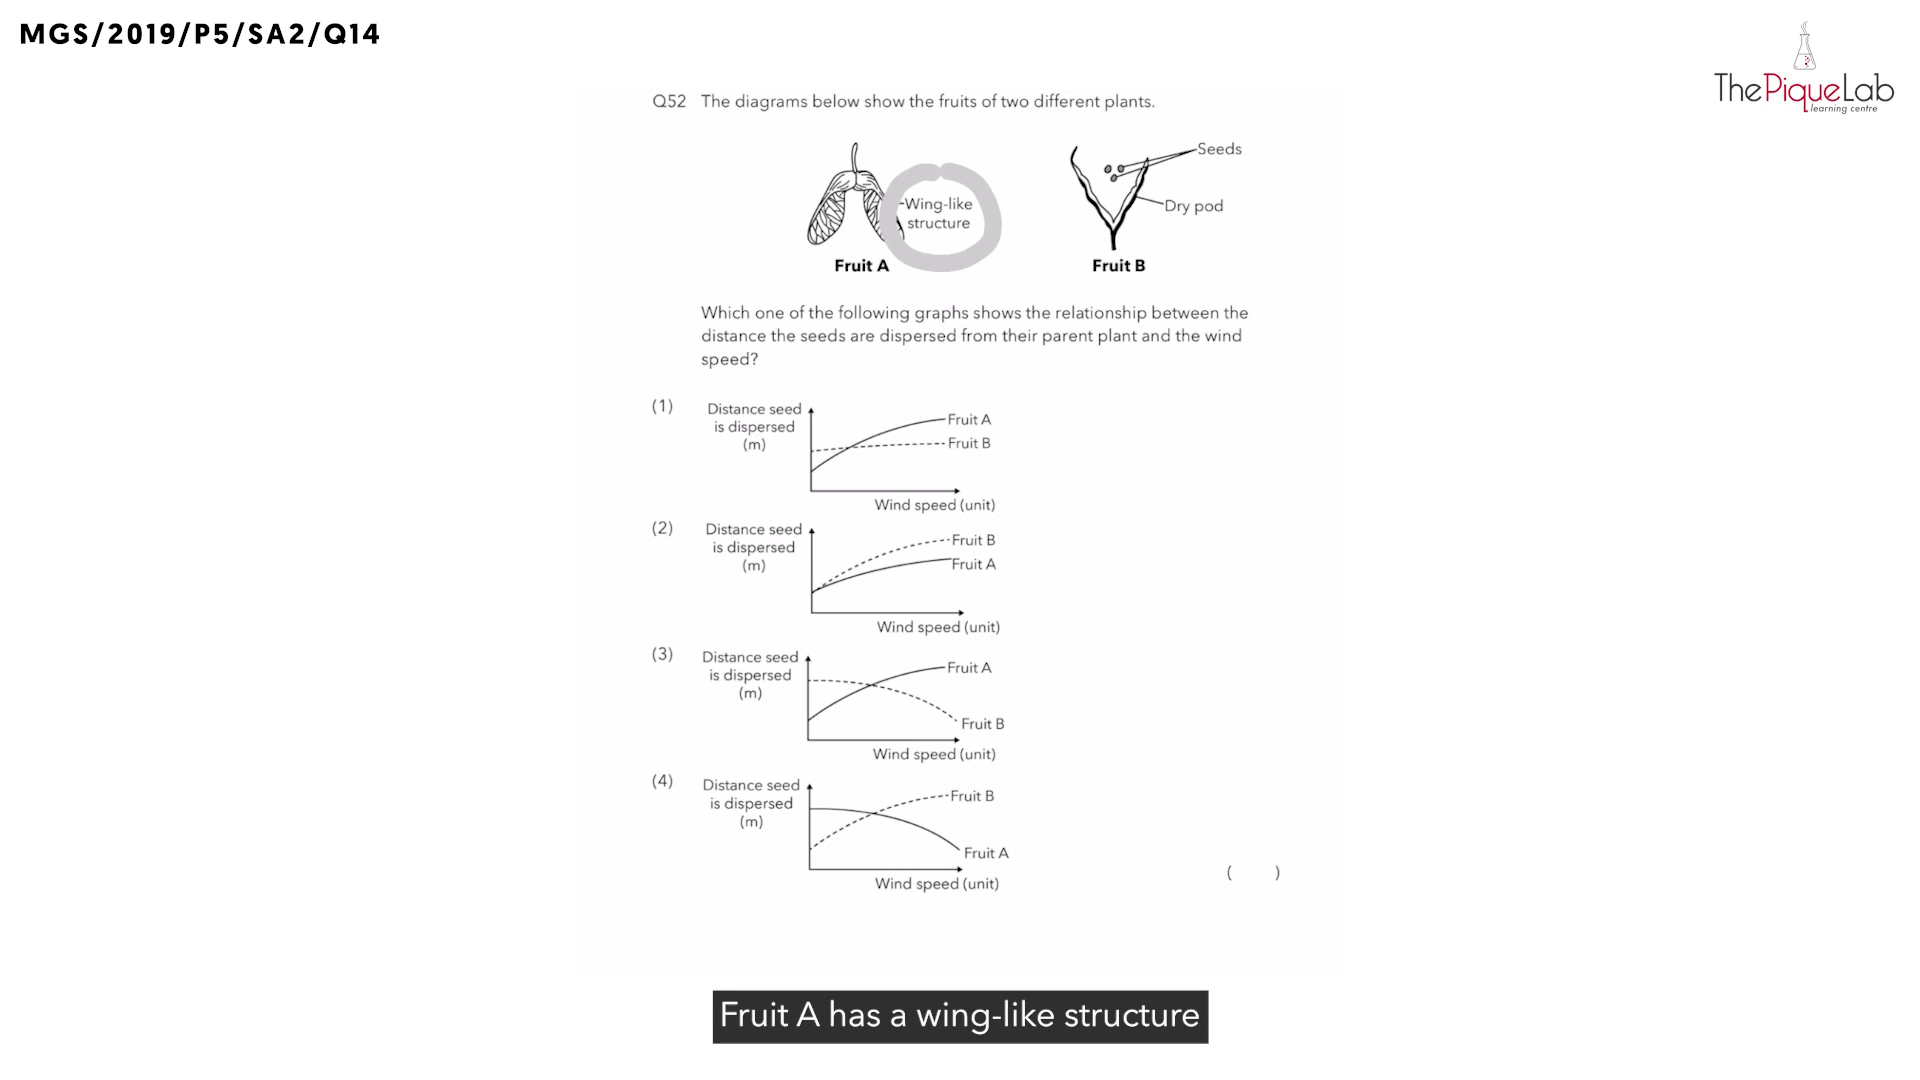 MGS/2019/P5/SA2/Q14
ThePiqueLab
learning centre
Q52 The diagrams below show the fruits of two different plants.
Wing-like
structure
Fruit A
Seeds
Dry pod
Fruit B
Which one of the following graphs shows the relationship between the
distance the seeds are dispersed from their parent plant and the wind
speed?
(1)
Distance seed
is dispersed
(m)
Fruit A
Fruit B
Wind speed (unit)
(2)
Distance seed
is dispersed
(m)
Fruit B
Fruit A
Wind speed (unit)
(3)
Distance seed
is dispersed
(m)
Fruit A
Fruit B
Wind speed (unit)
(4)
Distance seed
is dispersed
(m)
Fruit B
Fruit A
Wind speed (unit)
( )
Fruit A has a wing-like structure